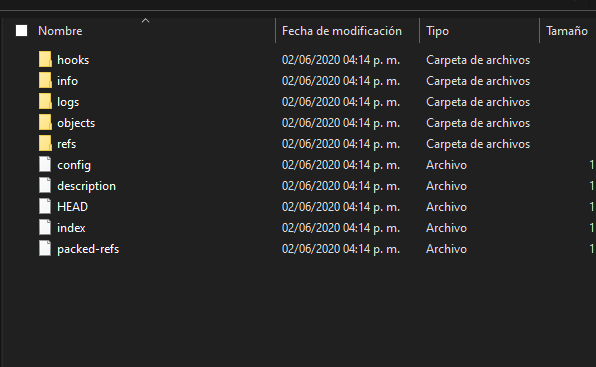 Nombre Fecha de modificación Tipo Tamaño
hooks 02/06/2020 04:14 p. m. Carpeta de archivos
info 02/06/2020 04:14 p. m. Carpeta de archivos
logs 02/06/2020 04:14 p. m. Carpeta de archivos
objects 02/06/2020 04:14 p. m. Carpeta de archivos
refs 02/06/2020 04:14 p. m. Carpeta de archivos
config 02/06/2020 04:14 p. m. Archivo 1
description 02/06/2020 04:14 p. m. Archivo 1
HEAD 02/06/2020 04:14 p. m. Archivo 1
index 02/06/2020 04:14 p. m. Archivo 1
packed-refs 02/06/2020 04:14 p. m. Archivo 1